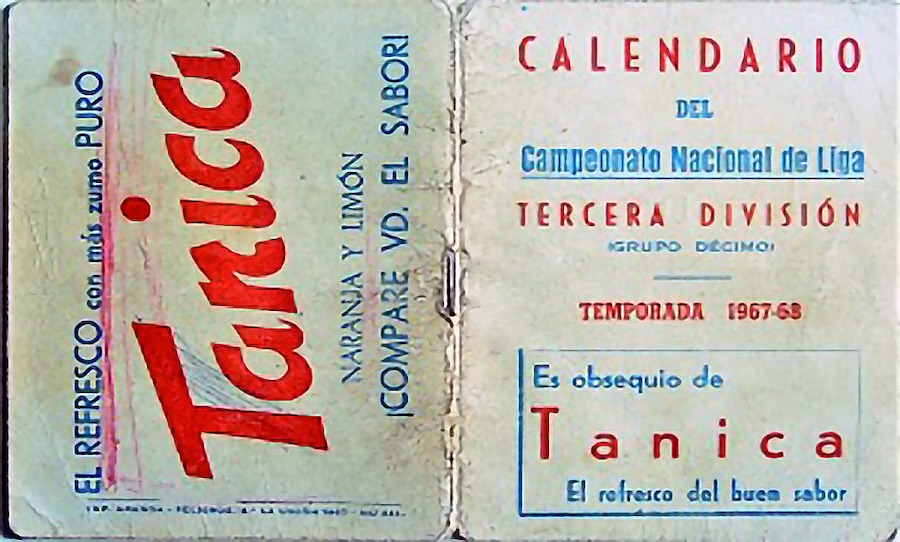 EL REFRESCO con más zumo PURO
Tanica
NARANJA Y LIMÓN
¡COMPARE VD. EL SABOR!
CALENDARIO
DEL
Campeonato Nacional de Liga
TERCERA DIVISIÓN
(GRUPO DÉCIMO)
TEMPORADA 1967-68
Es obsequio de
Tanica
El refresco del buen sabor